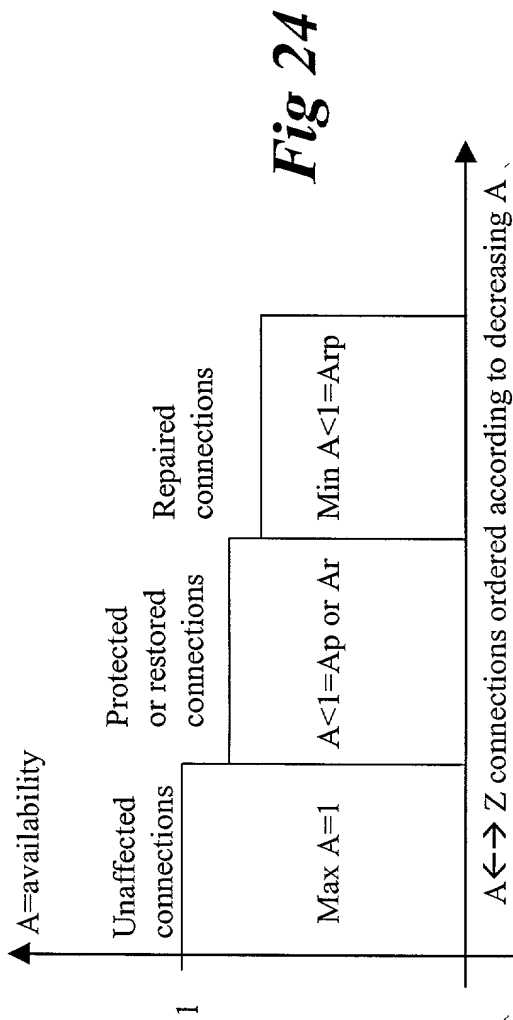 A=availability
Unaffected
connections
Protected
or restored
connections
Repaired
connections
1
Max A=1
A<1=Ap or Ar
Min A<1=Arp
A←→ Z connections ordered according to decreasing A
Fig 24